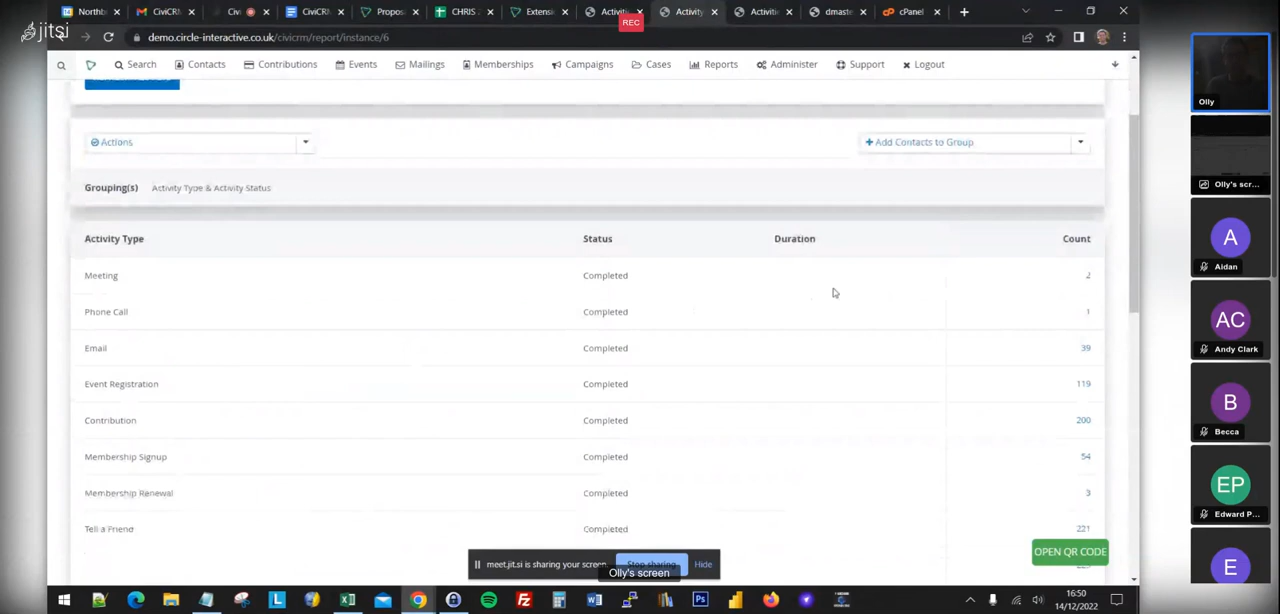 Northb
CiviCR
Civi
CiviCRM
Propos
CHRIS
Extensi
Activiti
Activity
Activitie
dmaste
cPanel
REC
jitsi
demo.circle-interactive.co.uk/civicrm/report/instance/6
Search
Contacts
Contributions
Events
Mailings
Memberships
Campaigns
Cases
Reports
Administer
Support
Logout
Actions
Add Contacts to Group
Grouping(s) Activity Type & Activity Status
Activity Type Status Duration Count
Meeting Completed 2
Phone Call Completed 1
Email Completed 39
Event Registration Completed 119
Contribution Completed 200
Membership Signup Completed 54
Membership Renewal Completed 3
Tell a Friend Completed 221
OPEN QR CODE
meet.jit.si is sharing your screen.
Stop sharing
Hide
Olly's screen
16:50
14/12/2022
Olly
Olly's scr...
A
Aidan
AC
Andy Clark
B
Becca
EP
Edward P...
E